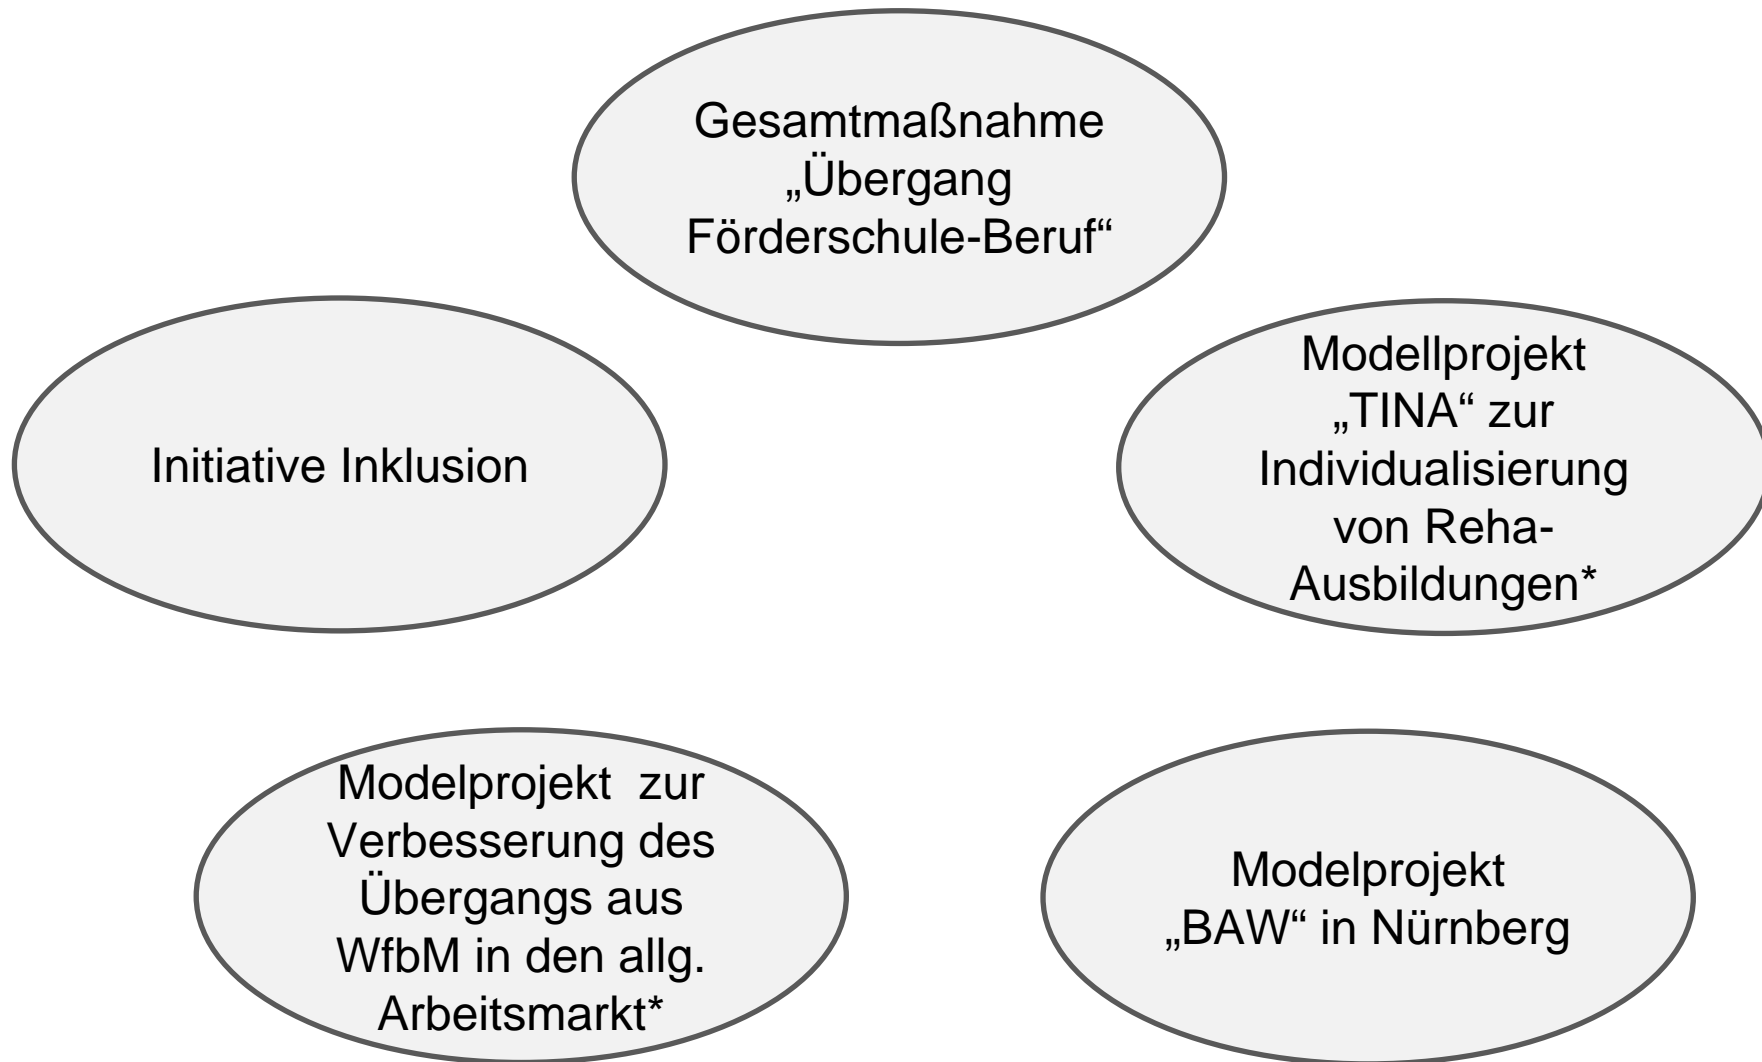 Gesamtmaßnahme
„Übergang
Förderschule-Beruf“
Initiative Inklusion
Modellprojekt
„TINA“ zur
Individualisierung
von Reha-
Ausbildungen*
Modelprojekt  zur
Verbesserung des
Übergangs aus
WfbM in den allg.
Arbeitsmarkt*
Modelprojekt
„BAW“ in Nürnberg